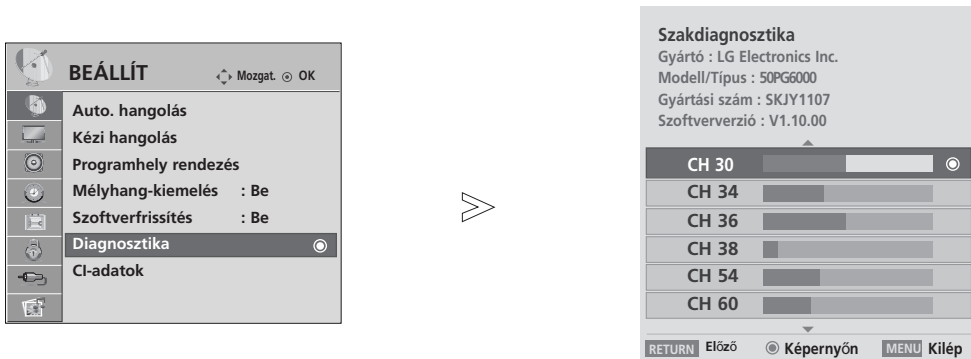 BEÁLLÍT
Mozgat. OK
Auto. hangolás
Kézi hangolás
Programhely rendezés
Mélyhang-kiemelés : Be
Szoftverfrissítés : Be
Diagnosztika
CI-adatok
Szakdiagnosztika
Gyártó : LG Electronics Inc.
Modell/Típus : 50PG6000
Gyártási szám : SKJY1107
Szoftververzió : V1.10.00
CH 30
CH 34
CH 36
CH 38
CH 54
CH 60
RETURN Előző Képernyőn MENU Kilép